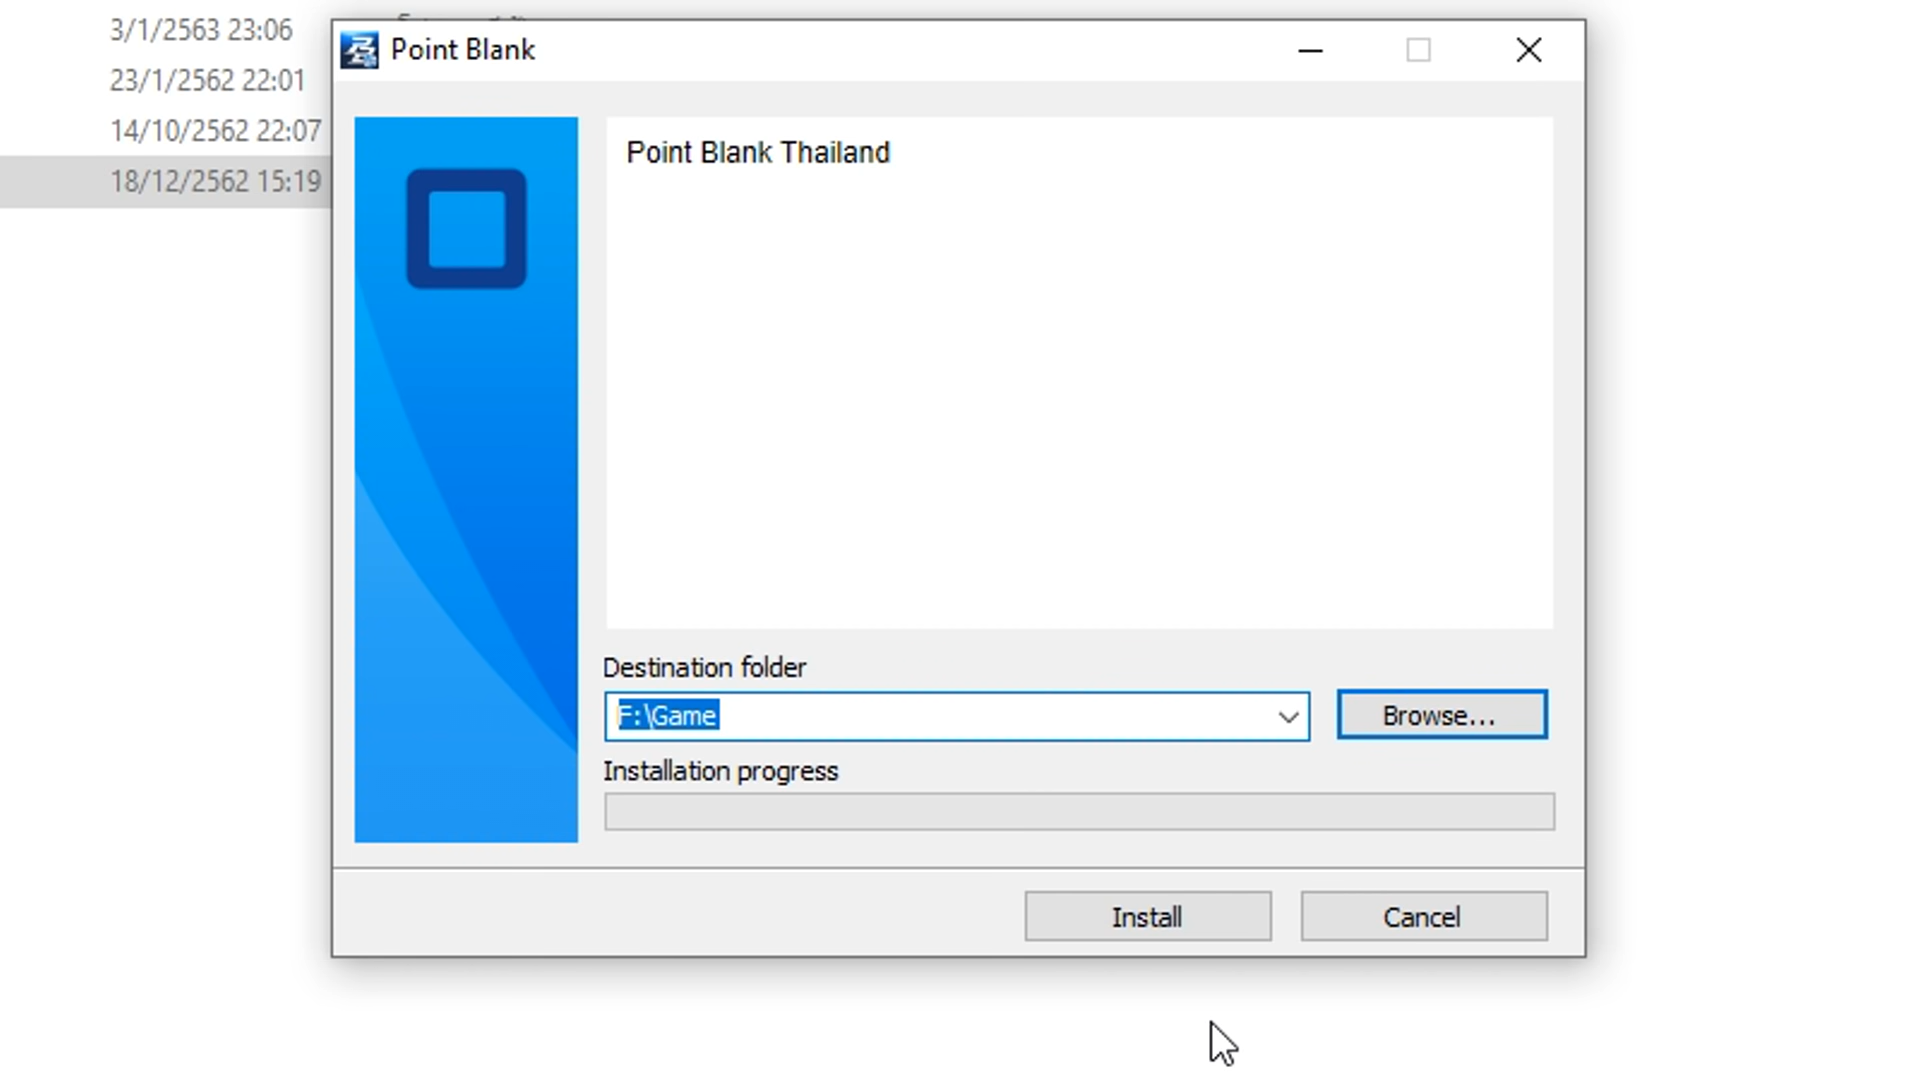 3/1/2563 23:06
23/1/2562 22:01
14/10/2562 22:07
18/12/2562 15:19
Point Blank
Point Blank Thailand
Destination folder
F:\Game
Browse...
Installation progress
Install
Cancel